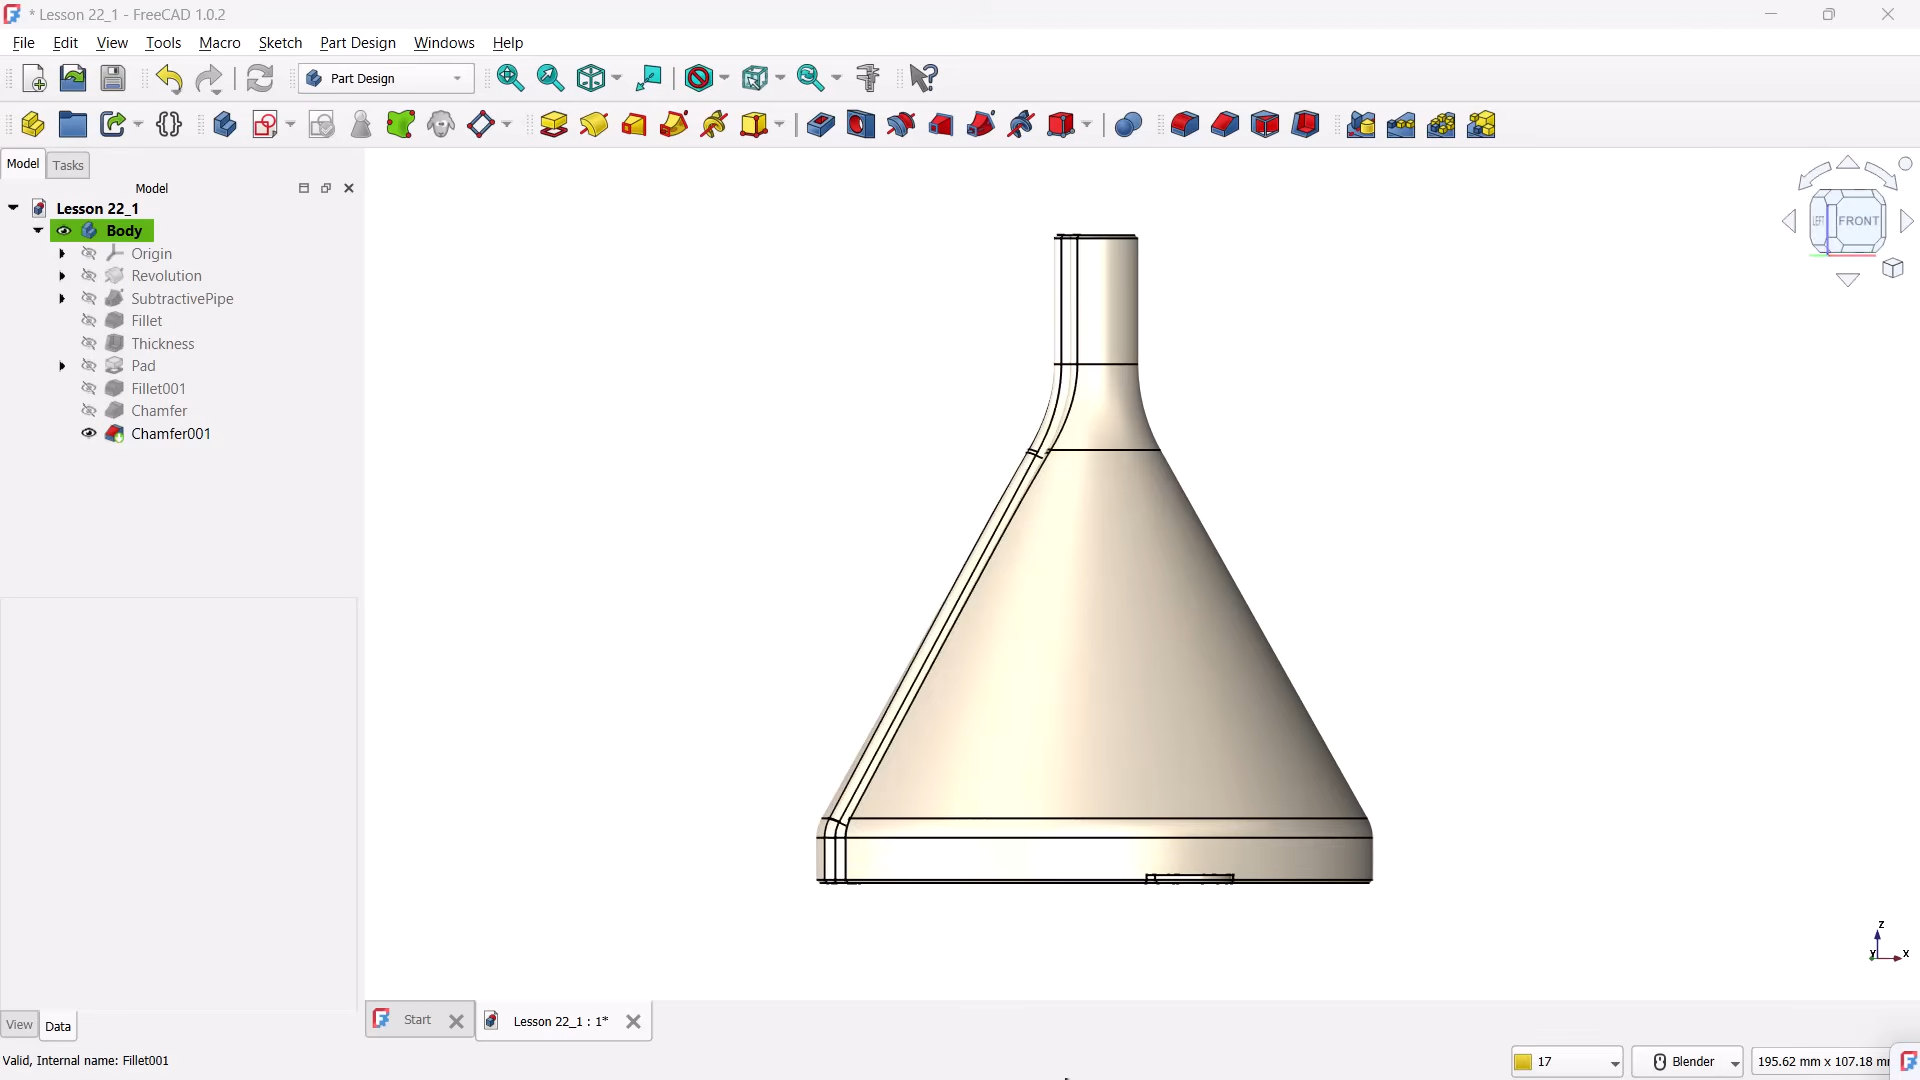 * Lesson 22_1 - FreeCAD 1.0.2
File Edit View Tools Macro Sketch Part Design Windows Help
Part Design
Model Tasks
Model
Lesson 22_1
Body
Origin
Revolution
SubtractivePipe
Fillet
Thickness
Pad
Fillet001
Chamfer
Chamfer001
LEFT FRONT
Z
Y X
View Data
Start Lesson 22_1 : 1*
Valid, Internal name: Fillet001
17 Blender 195.62 mm x 107.18 m